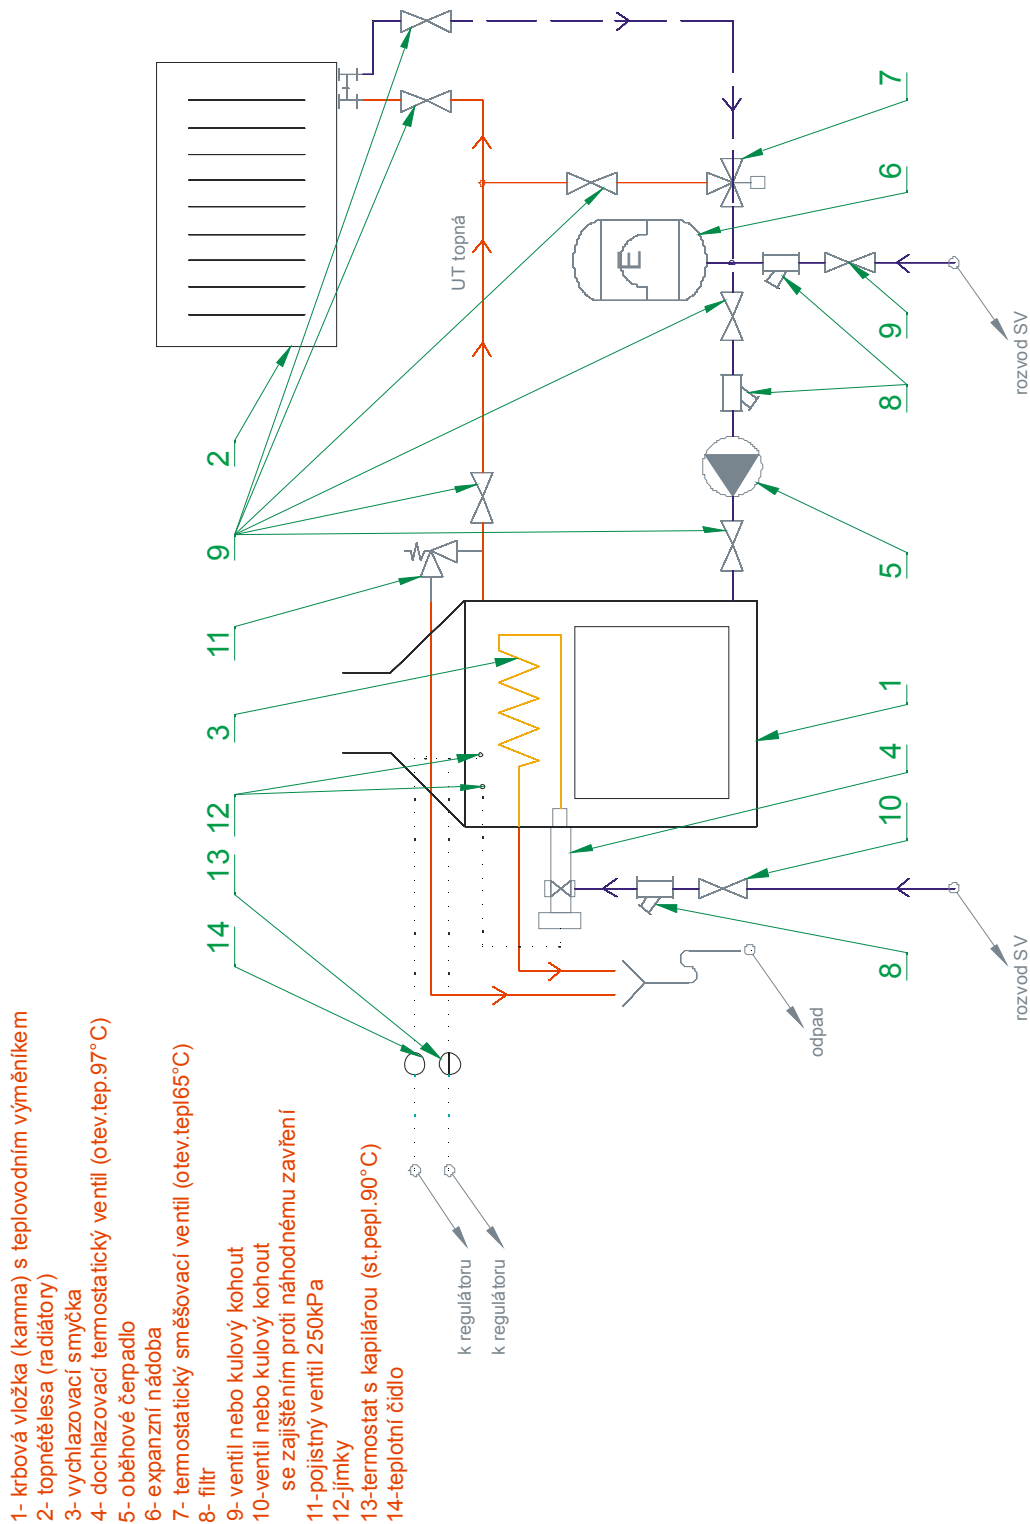 1- krbová vložka (kamna) s teplovodním výměníkem
2- topnétělesa (radiátory)
3- vychlazovací smyčka
4- dochlazovací termostatický ventil (otev.tep.97°C)
5- oběhové čerpadlo
6- expanzní nádoba
7- termostatický směšovací ventil (otev.tepl65°C)
8- filtr
9- ventil nebo kulový kohout
10-ventil nebo kulový kohout
se zajištěním proti náhodnému zavření
11-pojistný ventil 250kPa
12-jímky
13-termostat s kapilárou (st.pepl.90°C)
14-teplotní čidlo
14
13
12
3
11
9
2
k regulátoru
k regulátoru
UT topná
E
odpad
8
10
4
1
5
8
9
6
7
rozvod SV
rozvod SV